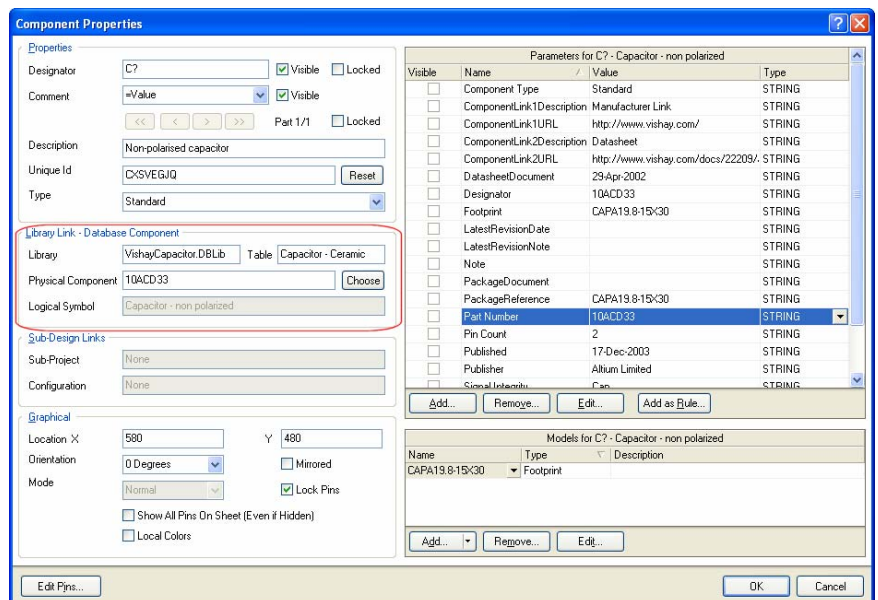 Component Properties
Properties
Designator C? Visible Locked
Comment =Value Visible
<< < > >> Part 1/1 Locked
Description Non-polarised capacitor
Unique Id CXSVEGJQ Reset
Type Standard
Library Link - Database Component
Library VishayCapacitor.DBLib Table Capacitor - Ceramic
Physical Component 10ACD33 Choose
Logical Symbol Capacitor - non polarized
Sub-Design Links
Sub-Project None
Configuration None
Graphical
Location X 580 Y 480
Orientation 0 Degrees Mirrored
Mode Normal Lock Pins
Show All Pins On Sheet (Even if Hidden)
Local Colors
Parameters for C? - Capacitor - non polarized
Visible Name Value Type
Component Type Standard STRING
ComponentLink1Description Manufacturer Link STRING
ComponentLink1URL http://www.vishay.com/ STRING
ComponentLink2Description Datasheet STRING
ComponentLink2URL http://www.vishay.com/docs/22209/. STRING
DatasheetDocument 29-Apr-2002 STRING
Designator 10ACD33 STRING
Footprint CAPA19.8-15X30 STRING
LatestRevisionDate STRING
LatestRevisionNote STRING
Note STRING
PackageDocument STRING
PackageReference CAPA19.8-15X30 STRING
Part Number 10ACD33 STRING
Pin Count 2 STRING
Published 17-Dec-2003 STRING
Publisher Altium Limited STRING
SignalIntegrity Cap STRING
Add... Remove... Edit... Add as Rule...
Models for C? - Capacitor - non polarized
Name Type Description
CAPA19.8-15X30 Footprint
Add... Remove... Edit...
Edit Pins... OK Cancel